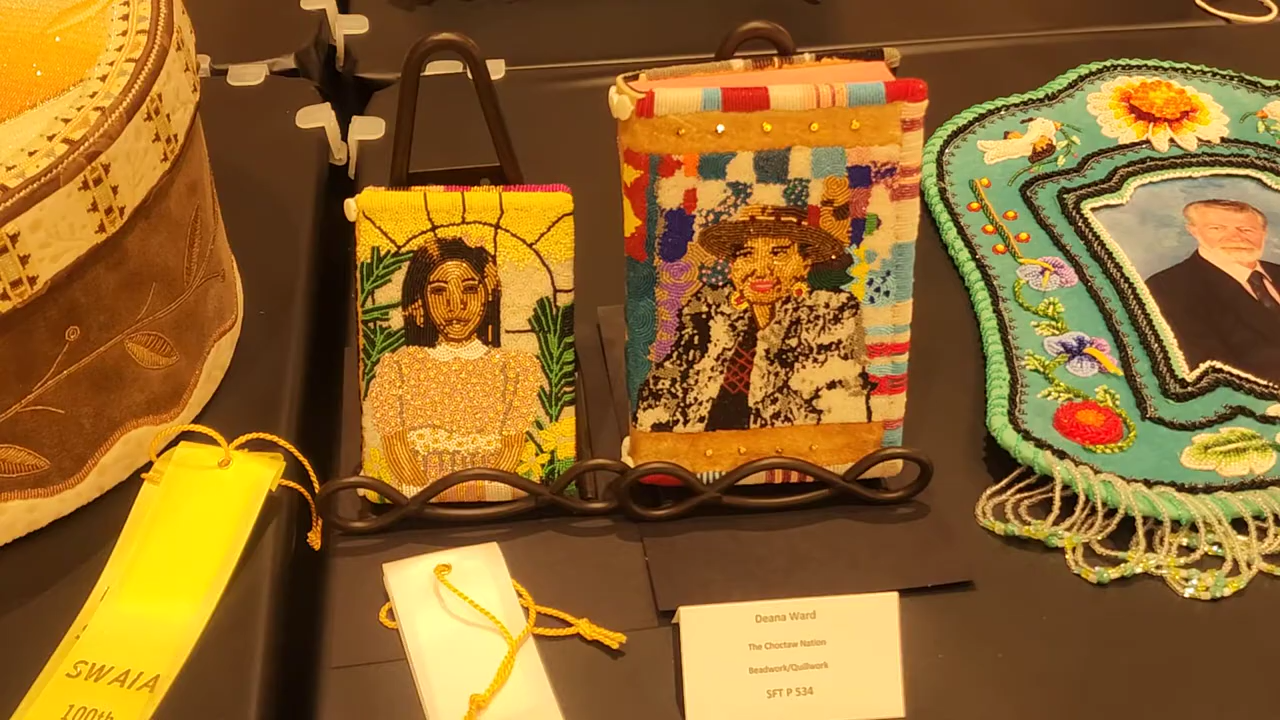 Deana Ward
The Choctaw Nation
Beadwork/Quillwork
SFT P 534
SWAIA
100th